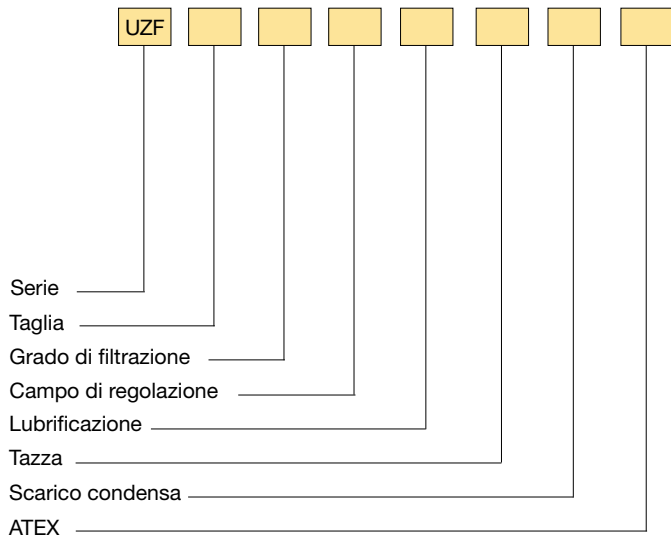 UZF
Serie
Taglia
Grado di filtrazione
Campo di regolazione
Lubrificazione
Tazza
Scarico condensa
ATEX